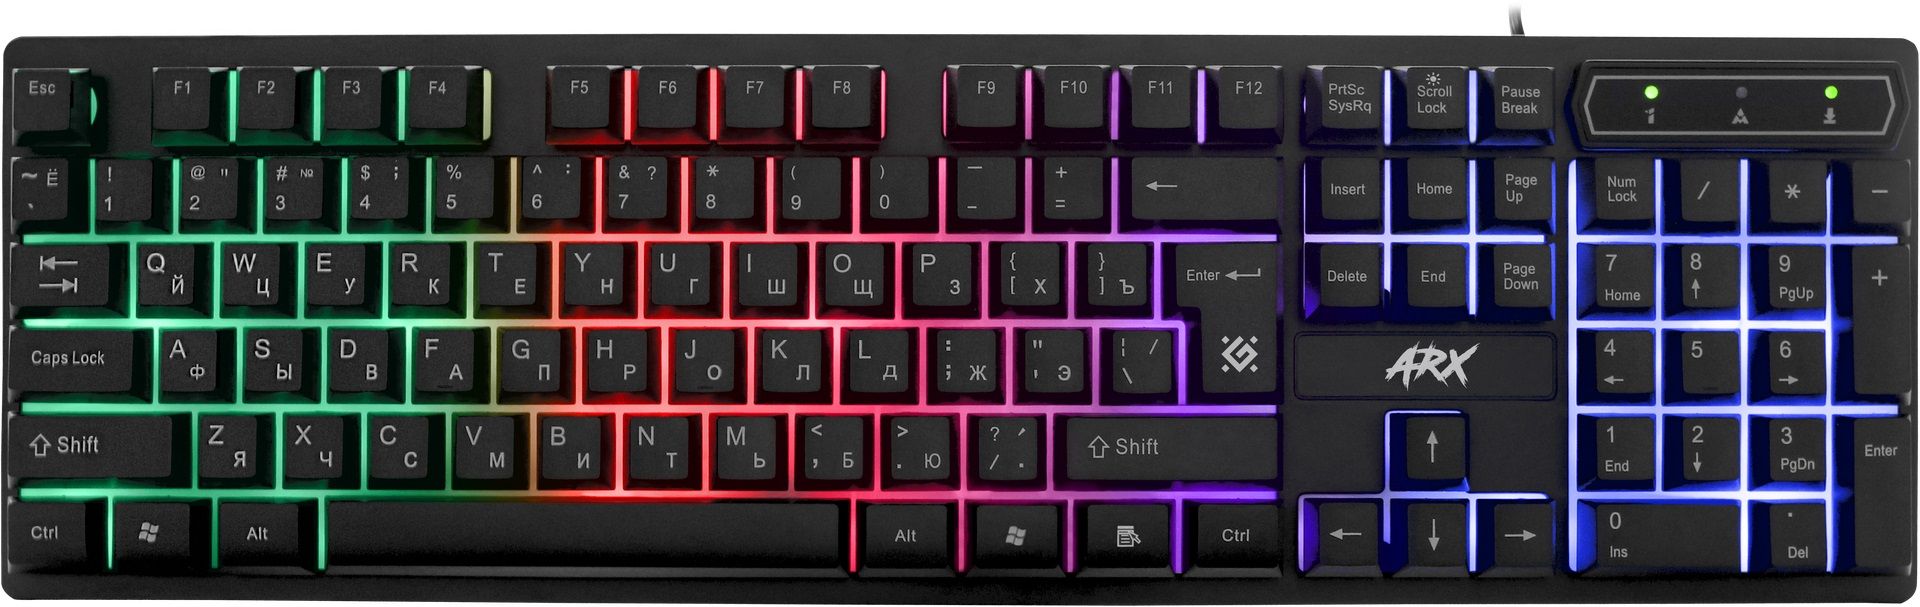 Esc F1 F2 F3 F4 F5 F6 F7 F8 F9 F10 F11 F12 PrtSc SysRq Scroll Lock Pause Break 1 A
~ Ё ! 1 @ " 2 # № 3 $ ; 4 % 5 ^ : 6 & ? 7 * 8 ( 9 ) 0 — _ + = ← Insert Home Page Up Num Lock / * −
Q Й W Ц E У R К T Е Y Н U Г I Ш O Щ P З { [ Х } ] Ъ Enter Delete End Page Down 7 Home 8 ↑ 9 PgUp +
Caps Lock A Ф S Ы D В F А G П H Р J О K Л L Д : ; Ж " ' Э ¦ / \ ARX 4 ← 5 6 →
Shift Z Я X Ч C С V М B И N Т M Ь < , Б > . Ю ? / . Shift ↑ 1 End 2 ↓ 3 PgDn Enter
Ctrl Alt Alt Ctrl ← ↓ → 0 Ins . Del